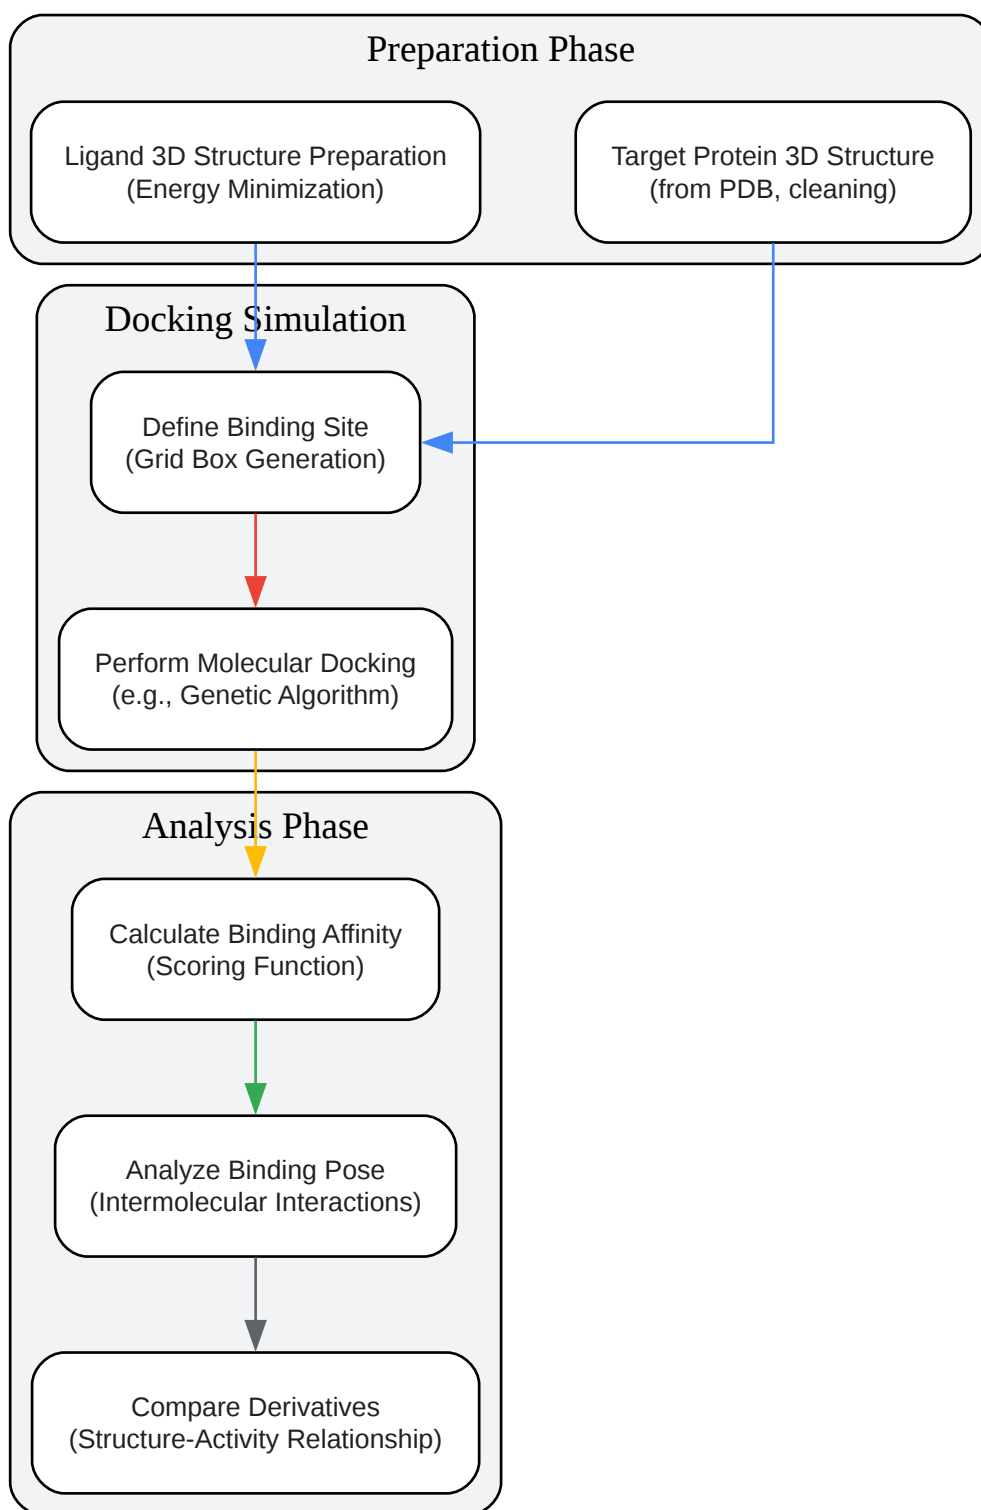 Preparation Phase
Ligand 3D Structure Preparation
(Energy Minimization)
Target Protein 3D Structure
(from PDB, cleaning)
Docking Simulation
Define Binding Site
(Grid Box Generation)
Perform Molecular Docking
(e.g., Genetic Algorithm)
Analysis Phase
Calculate Binding Affinity
(Scoring Function)
Analyze Binding Pose
(Intermolecular Interactions)
Compare Derivatives
(Structure-Activity Relationship)